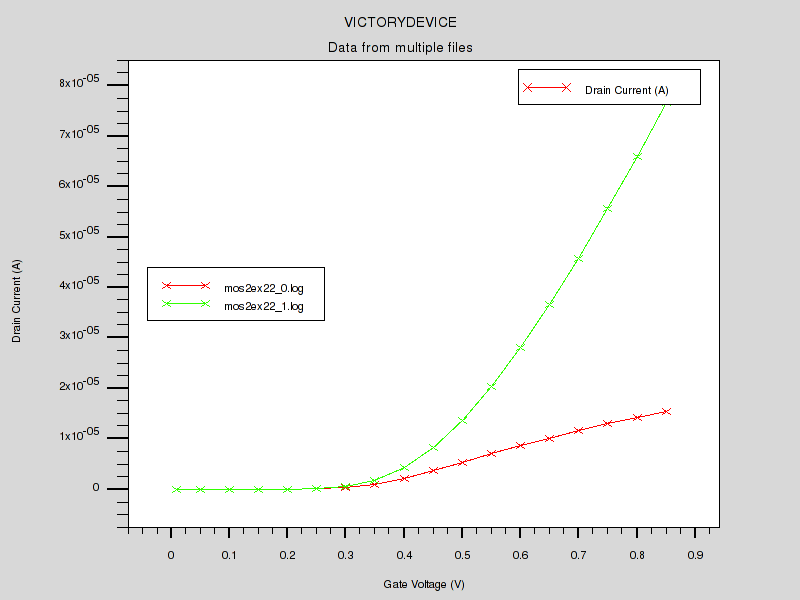 VICTORYDEVICE
Data from multiple files
Drain Current (A)
8x10-05
7x10-05
6x10-05
5x10-05
4x10-05
3x10-05
2x10-05
1x10-05
0
Drain Current (A)
mos2ex22_0.log
mos2ex22_1.log
0 0.1 0.2 0.3 0.4 0.5 0.6 0.7 0.8 0.9
Gate Voltage (V)